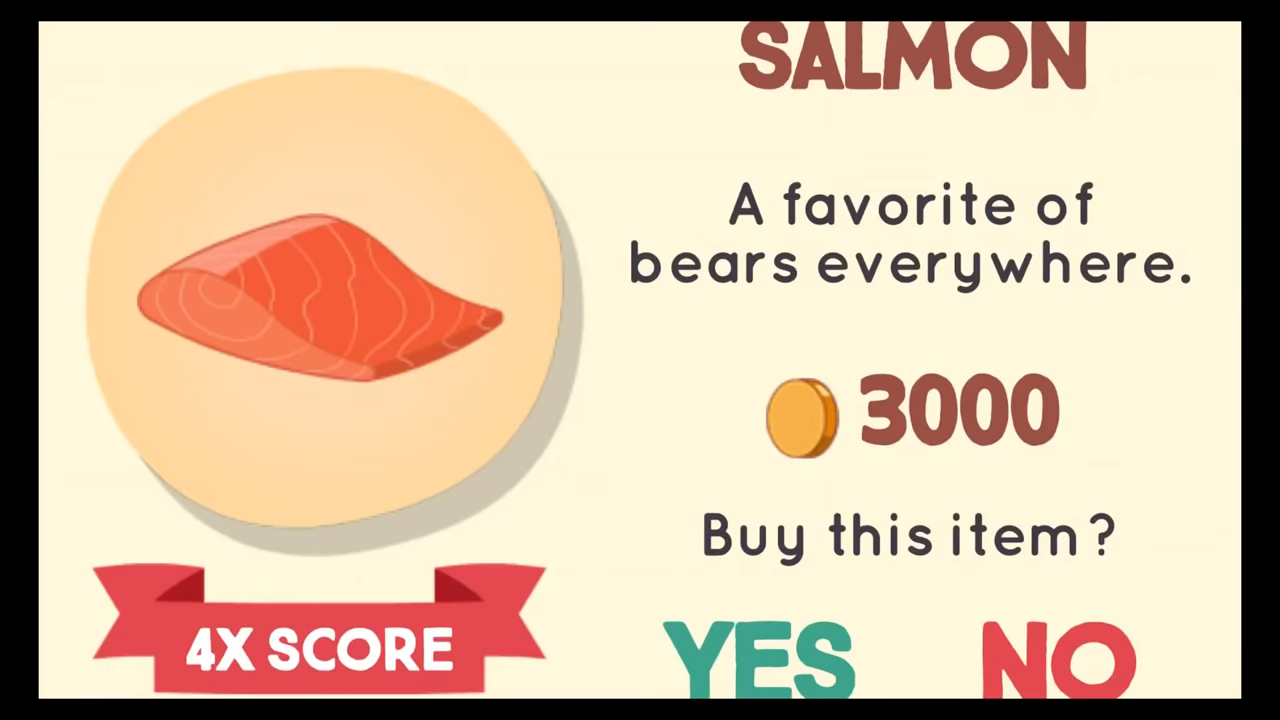 SALMON
A favorite of
bears everywhere.
3000
Buy this item?
4X SCORE
YES NO